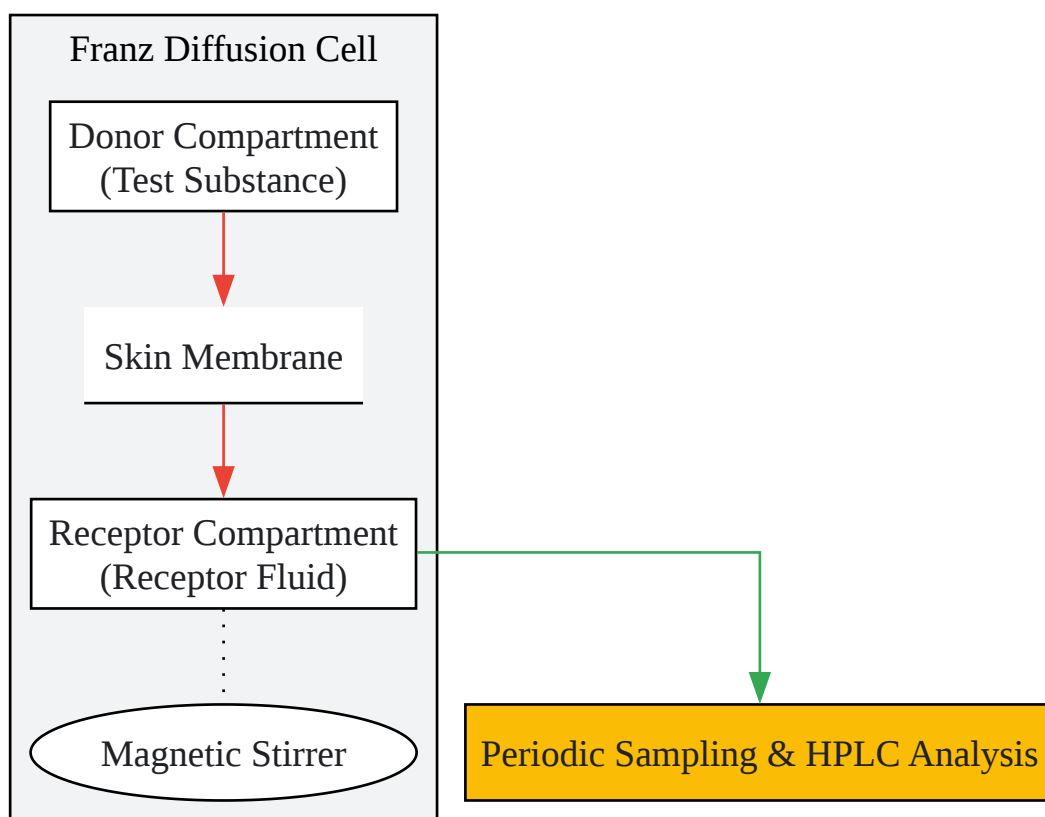 Franz Diffusion Cell
Donor Compartment
(Test Substance)
Skin Membrane
Receptor Compartment
(Receptor Fluid)
Magnetic Stirrer
Periodic Sampling & HPLC Analysis